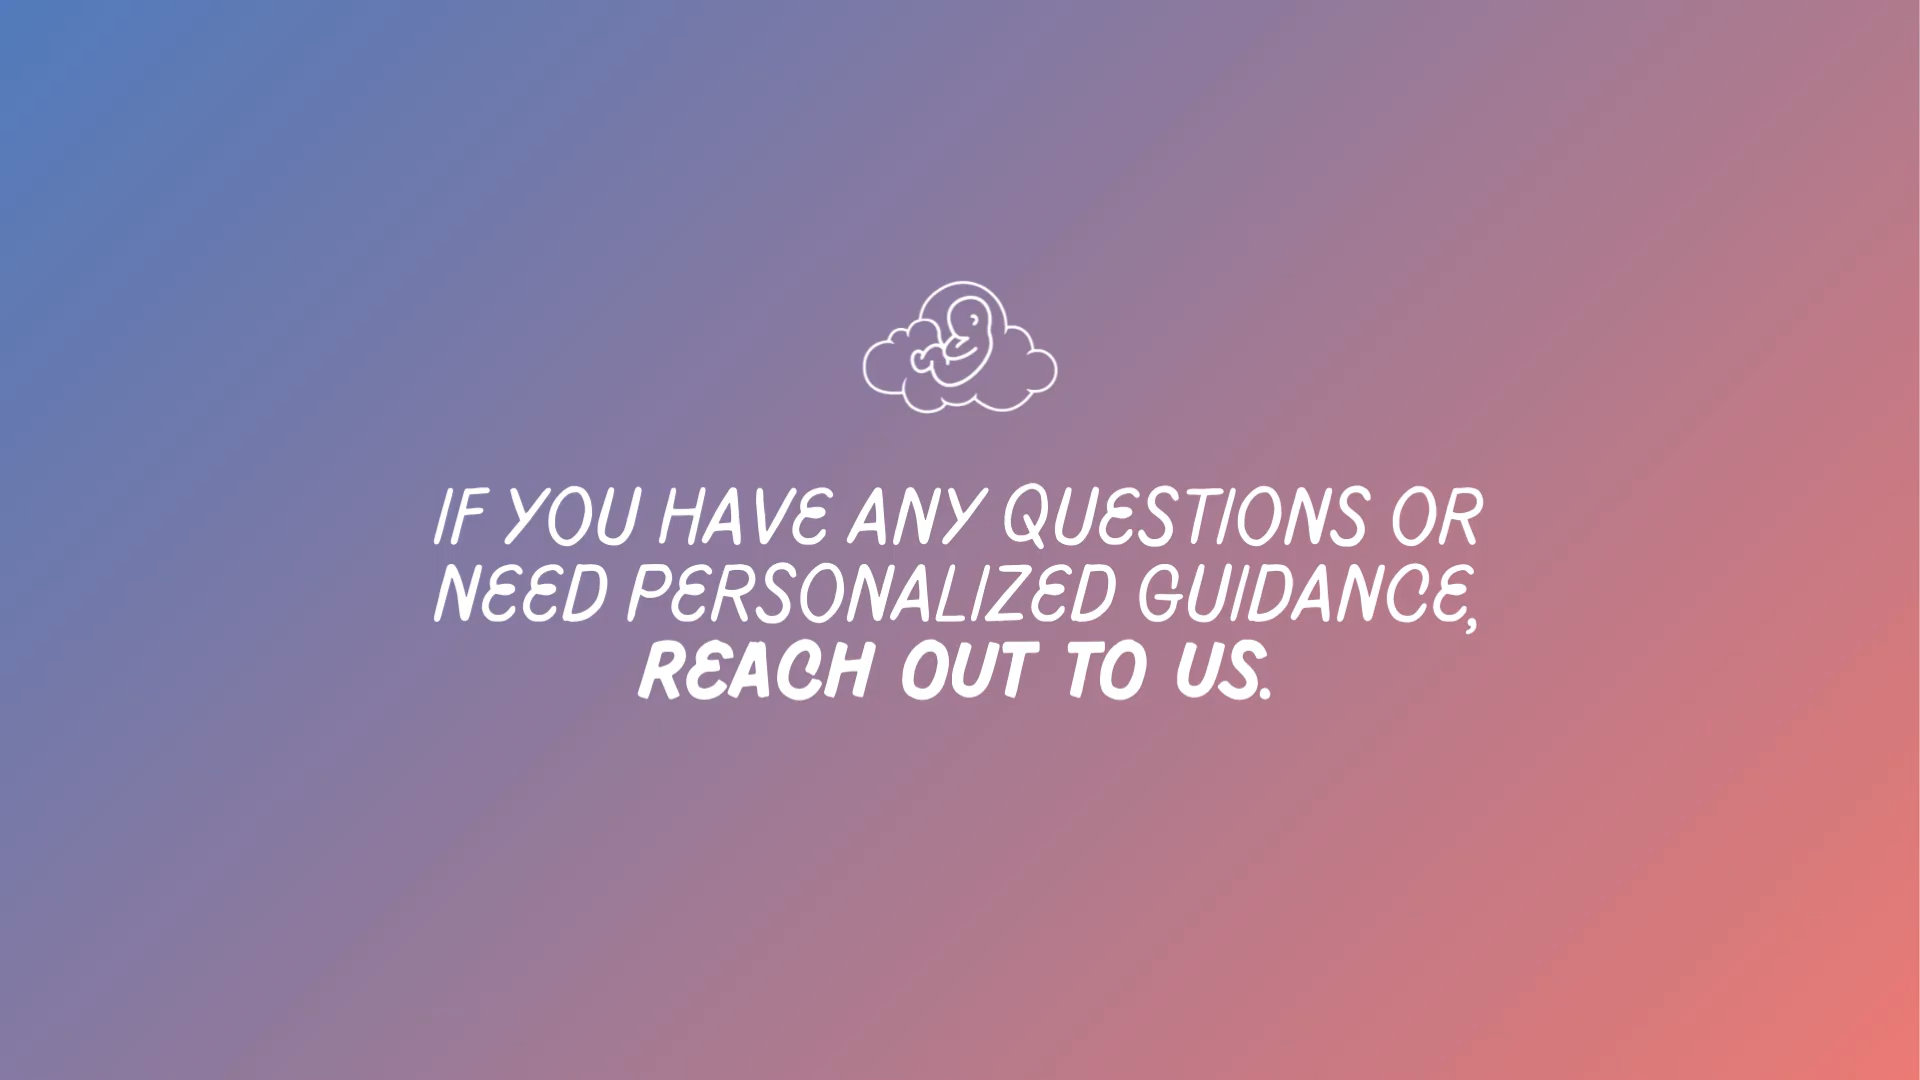 IF YOU HAVE ANY QUESTIONS OR
NEED PERSONALIZED GUIDANCE,
REACH OUT TO US.